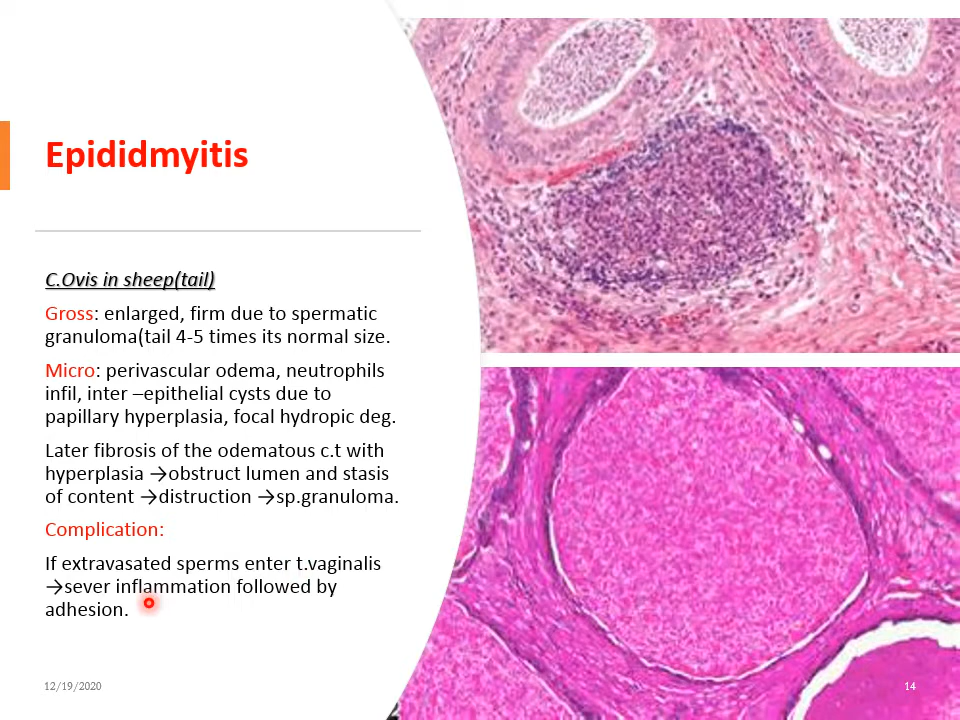 Epididmyitis
C.Ovis in sheep(tail)
Gross: enlarged, firm due to spermatic
granuloma(tail 4-5 times its normal size.
Micro: perivascular odema, neutrophils
infil, inter –epithelial cysts due to
papillary hyperplasia, focal hydropic deg.
Later fibrosis of the odematous c.t with
hyperplasia →obstruct lumen and stasis
of content →distruction →sp.granuloma.
Complication:
If extravasated sperms enter t.vaginalis
→sever inflammation followed by
adhesion.
12/19/2020
14